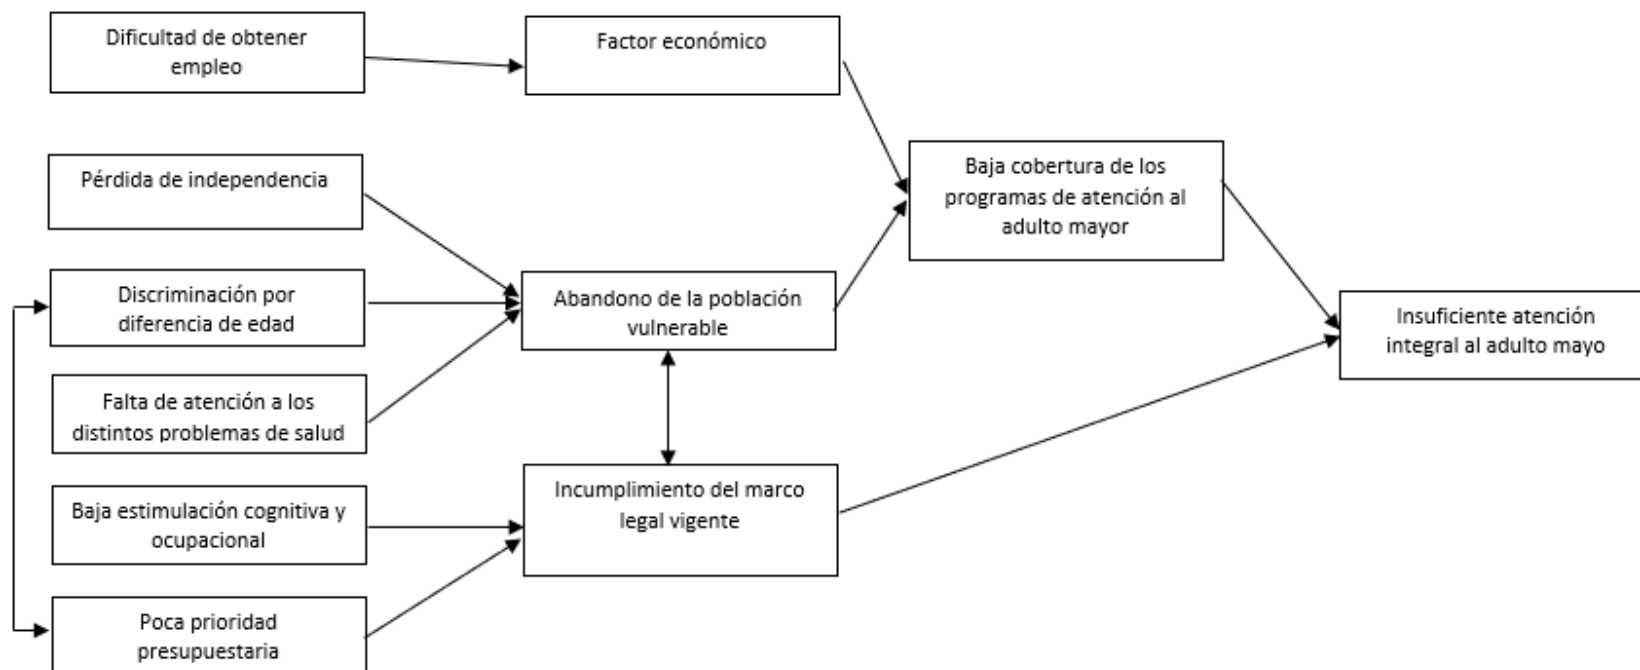 Dificultad de obtener
empleo
Factor económico
Pérdida de independencia
Baja cobertura de los
programas de atención al
adulto mayor
Discriminación por
diferencia de edad
Abandono de la población
vulnerable
Insuficiente atención
integral al adulto mayo
Falta de atención a los
distintos problemas de salud
Baja estimulación cognitiva y
ocupacional
Incumplimiento del marco
legal vigente
Poca prioridad
presupuestaria